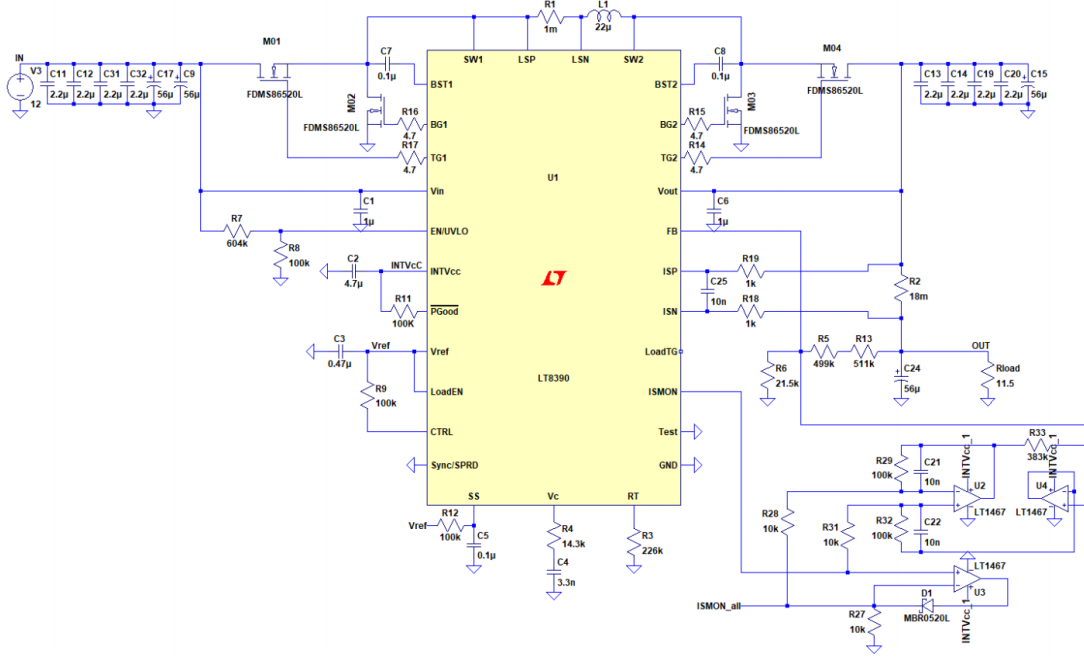 R1
1m
L1
22µ
IN
V3
12
C11
2.2µ
C12
2.2µ
C31
2.2µ
C32
2.2µ
C17
56µ
C9
56µ
M01
FDMS86520L
C7
0.1µ
M02
FDMS86520L
R16
4.7
R17
4.7
SW1
LSP
LSN
SW2
BST1
BG1
TG1
Vin
EN/UVLO
INTVcc
PGood
Vref
LoadEN
CTRL
Sync/SPRD
SS
Vc
RT
BST2
BG2
TG2
Vout
FB
ISP
ISN
LoadTG
ISMON
Test
GND
U1
LT8390
C8
0.1µ
M03
FDMS86520L
M04
FDMS86520L
R15
4.7
R14
4.7
C13
2.2µ
C14
2.2µ
C19
2.2µ
C20
2.2µ
C15
56µ
C1
1µ
C6
1µ
R7
604k
R8
100k
C2
4.7µ
INTVcC
R11
100K
C3
0.47µ
Vref
R9
100k
R19
1k
C25
10n
R18
1k
R2
18m
R5
499k
R13
511k
R6
21.5k
OUT
C24
56µ
Rload
11.5
Vref
R12
100k
C5
0.1µ
R4
14.3k
C4
3.3n
R3
226k
R29
100k
C21
10n
INTVcc_1
U2
LT1467
R33
383k
INTVcc_1
U4
LT1467
R28
10k
R31
10k
R32
100k
C22
10n
LT1467
U3
INTVcc_1
D1
MBR0520L
ISMON_all
R27
10k